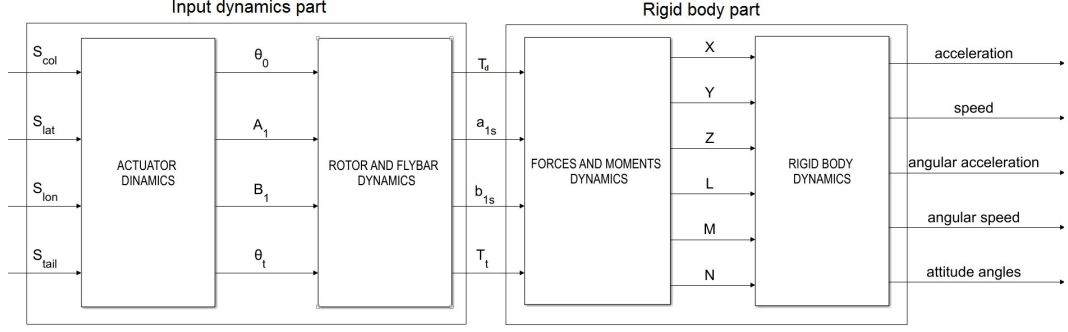 Input dynamics part
Rigid body part
S_col
S_lat
S_lon
S_tail
ACTUATOR
DINAMICS
θ_0
A_1
B_1
θ_t
ROTOR AND FLYBAR
DYNAMICS
T_d
a_1s
b_1s
T_t
FORCES AND MOMENTS
DYNAMICS
X
Y
Z
L
M
N
RIGID BODY
DYNAMICS
acceleration
speed
angular acceleration
angular speed
attitude angles